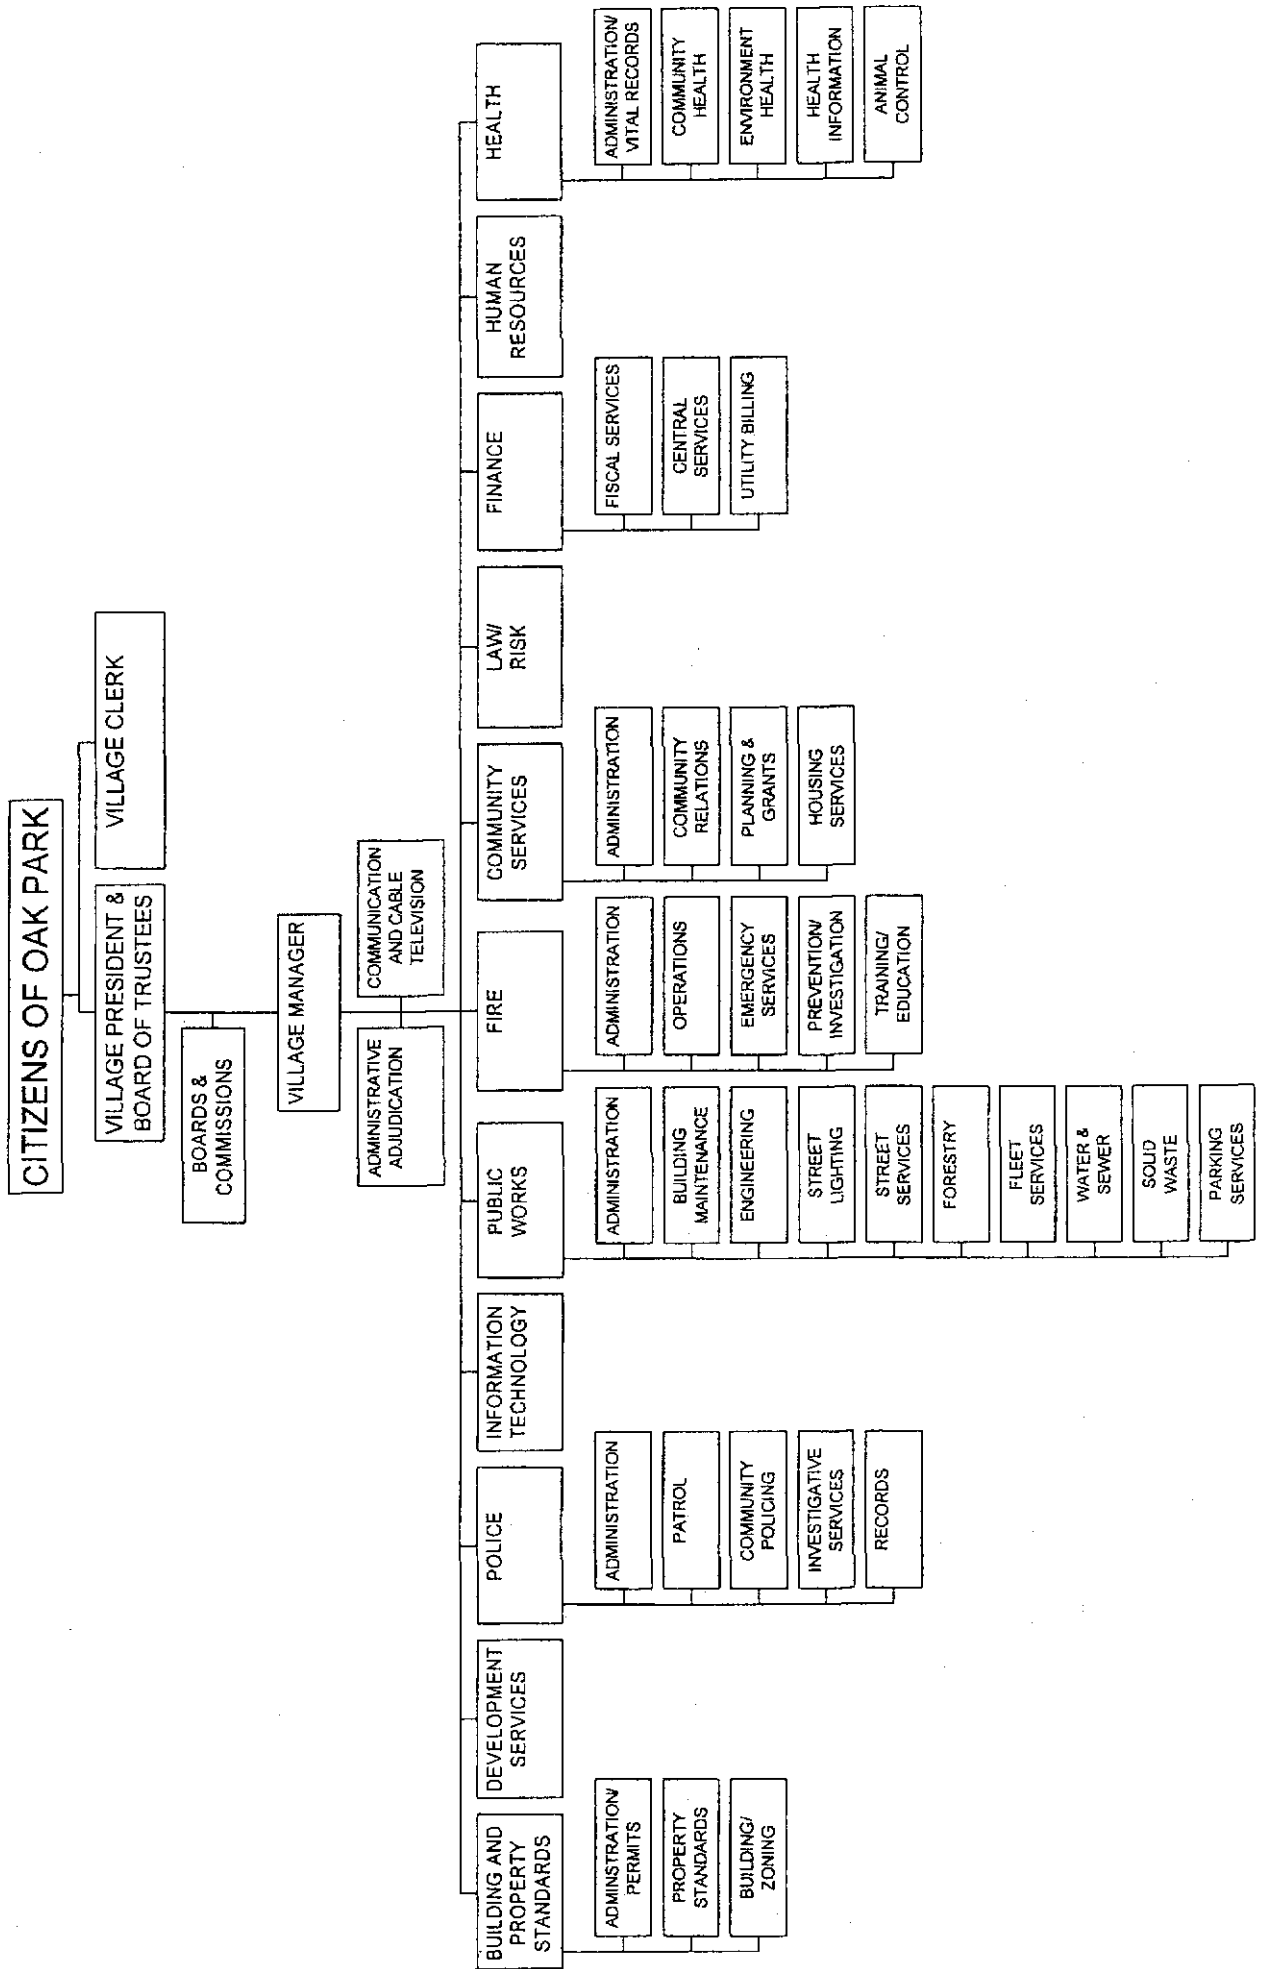 CITIZENS OF OAK PARK
VILLAGE PRESIDENT &
BOARD OF TRUSTEES
VILLAGE CLERK
BOARDS &
COMMISSIONS
VILLAGE MANAGER
ADMINISTRATIVE
ADJUDICATION
COMMUNICATION
AND CABLE
TELEVISION
BUILDING AND
PROPERTY
STANDARDS
DEVELOPMENT
SERVICES
POLICE
INFORMATION
TECHNOLOGY
PUBLIC
WORKS
FIRE
COMMUNITY
SERVICES
LAW/
RISK
FINANCE
HUMAN
RESOURCES
HEALTH
ADMINSTRATION/
PERMITS
PROPERTY
STANDARDS
BUILDING/
ZONING
ADMINISTRATION
PATROL
COMMUNITY
POLICING
INVESTIGATIVE
SERVICES
RECORDS
ADMINISTRATION
BUILDING
MAINTENANCE
ENGINEERING
STREET
LIGHTING
STREET
SERVICES
FORESTRY
FLEET
SERVICES
WATER &
SEWER
SOLID
WASTE
PARKING
SERVICES
ADMINISTRATION
OPERATIONS
EMERGENCY
SERVICES
PREVENTION/
INVESTIGATION
TRAINING/
EDUCATION
ADMINISTRATION
COMMUNITY
RELATIONS
PLANNING &
GRANTS
HOUSING
SERVICES
FISCAL SERVICES
CENTRAL
SERVICES
UTILITY BILLING
ADMINISTRATION/
VITAL RECORDS
COMMUNITY
HEALTH
ENVIRONMENT
HEALTH
HEALTH
INFORMATION
ANIMAL
CONTROL